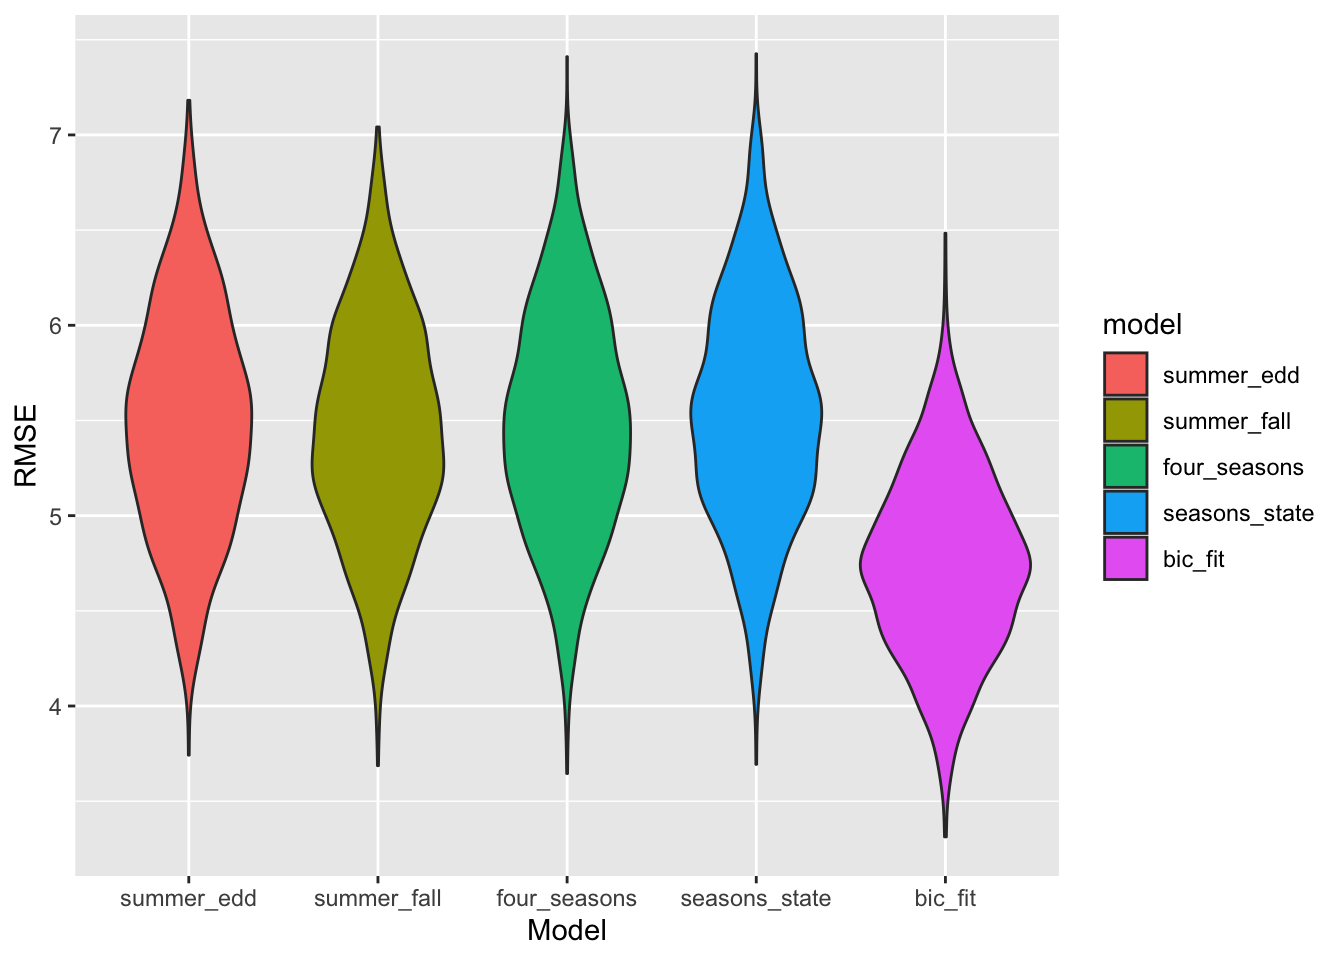 RMSE
7
6
5
4
summer_edd
summer_fall
four_seasons
seasons_state
bic_fit
Model
model
summer_edd
summer_fall
four_seasons
seasons_state
bic_fit